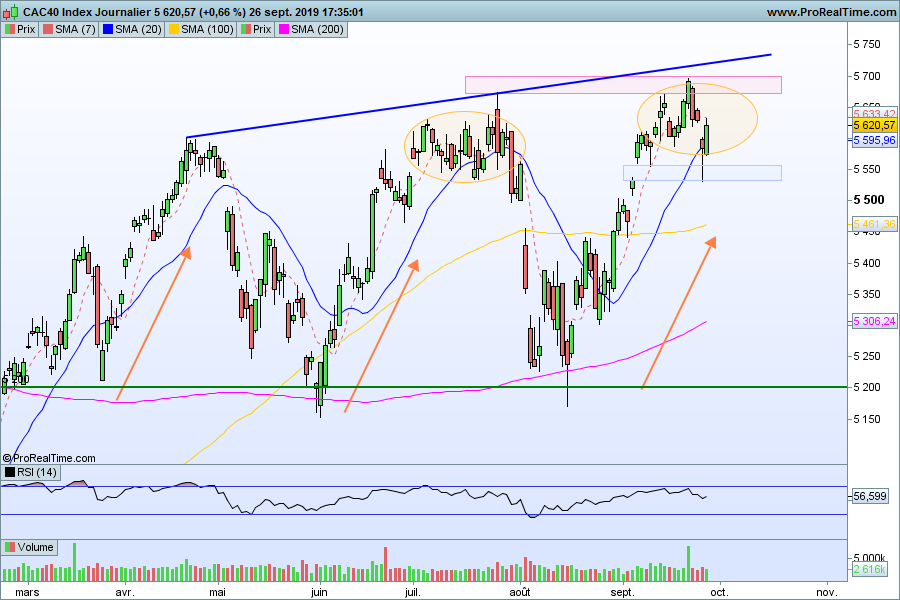 CAC40 Index Journalier 5 620,57 (+0,66 %) 26 sept. 2019 17:35:01 www.ProRealTime.com
Prix SMA (7) SMA (20) SMA (100) Prix SMA (200)
5 750
5 700
5 633,42
5 620,57
5 595,96
5 550
5 500
5 461,36
5 400
5 350
5 306,24
5 250
5 200
5 150
© ProRealTime.com
RSI (14)
56,599
Volume
5 000k
2 616k
mars avr. mai juin juil. août sept. oct. nov.